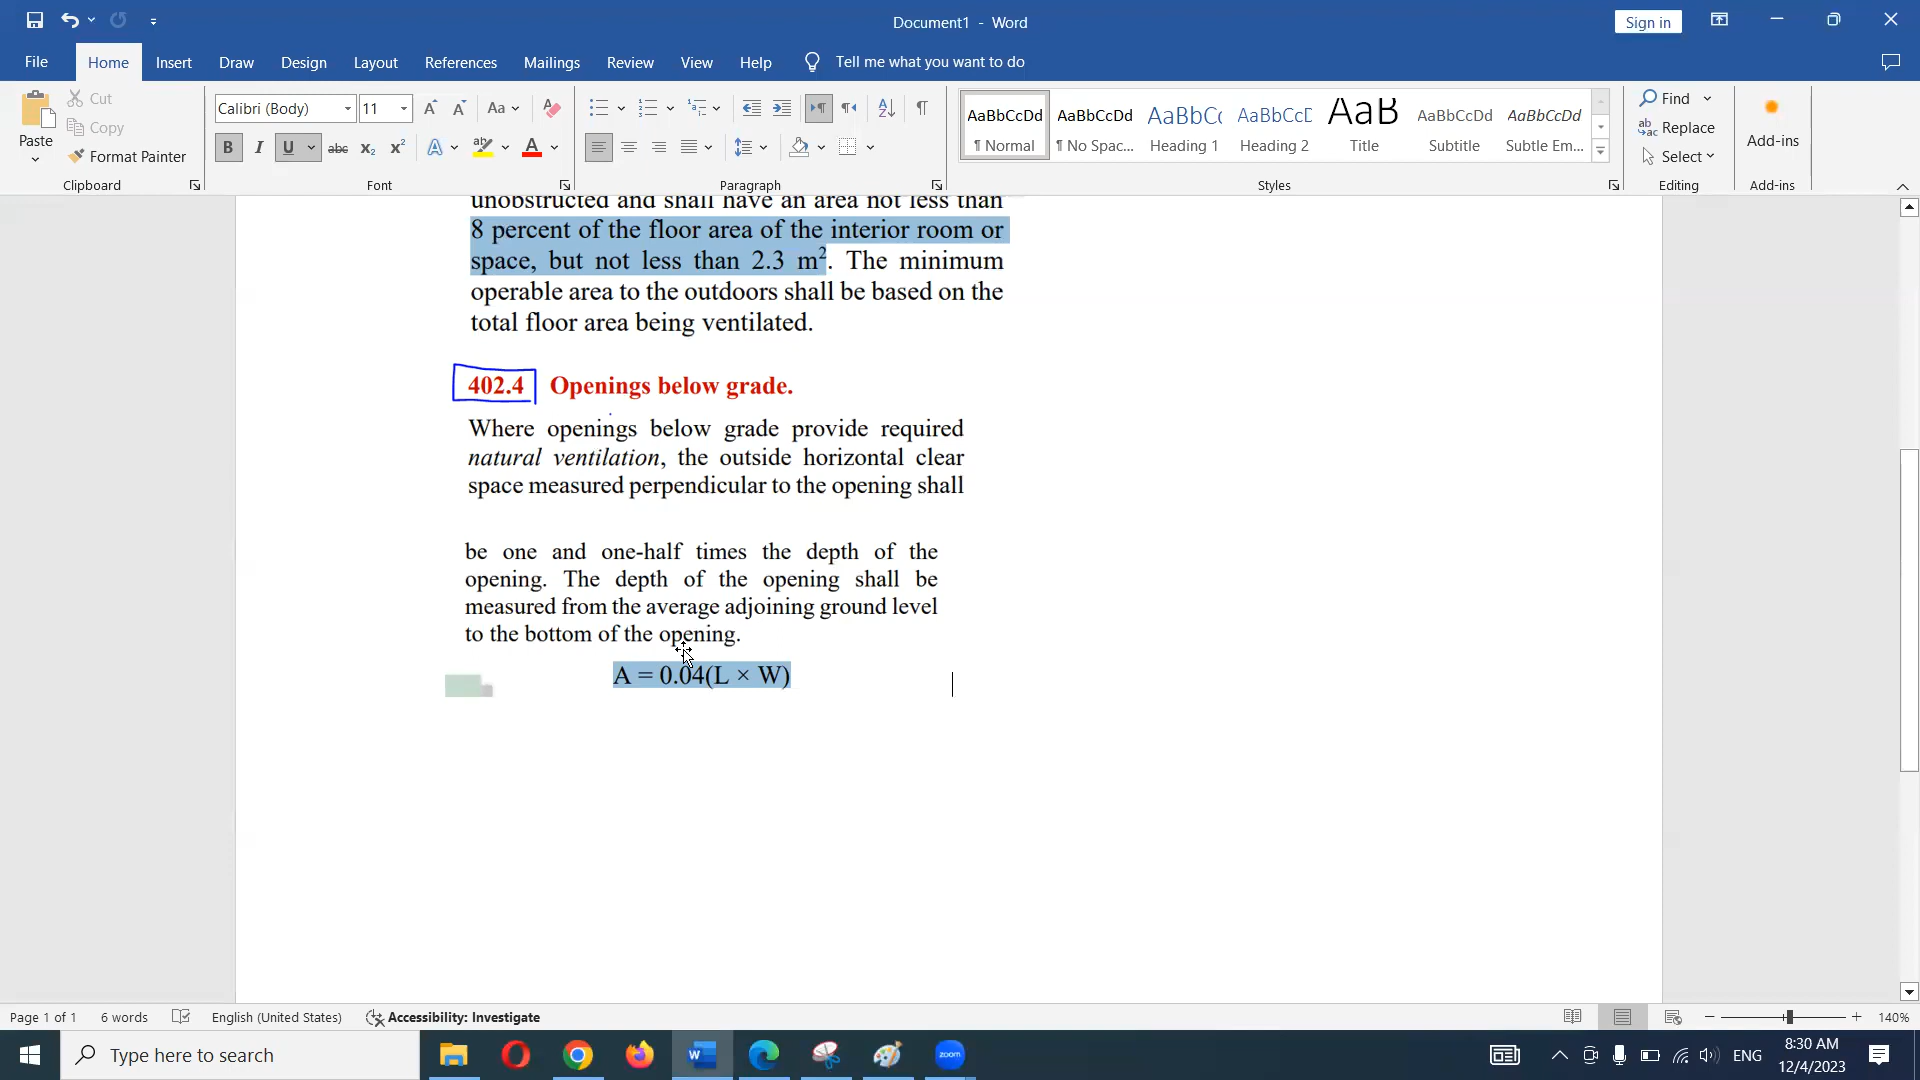 Document1 - Word
Sign in
File Home Insert Draw Design Layout References Mailings Review View Help Tell me what you want to do
Paste
Cut
Copy
Format Painter
Clipboard
Calibri (Body) 11 Aa
B I U abc x₂ x² A ab A
Font
Paragraph
AaBbCcDd AaBbCcDd AaBbCc AaBbCcD AaB AaBbCcDd AaBbCcDd
¶ Normal ¶ No Spac... Heading 1 Heading 2 Title Subtitle Subtle Em...
Styles
Find
Replace
Select
Editing
Add-ins
Add-ins
unobstructed and shall have an area not less than
8 percent of the floor area of the interior room or
space, but not less than 2.3 m². The minimum
operable area to the outdoors shall be based on the
total floor area being ventilated.
402.4 Openings below grade.
Where openings below grade provide required
natural ventilation, the outside horizontal clear
space measured perpendicular to the opening shall
be one and one-half times the depth of the
opening. The depth of the opening shall be
measured from the average adjoining ground level
to the bottom of the opening.
A = 0.04(L × W)
Page 1 of 1 6 words English (United States) Accessibility: Investigate 140%
Type here to search
zoom
ENG
8:30 AM
12/4/2023